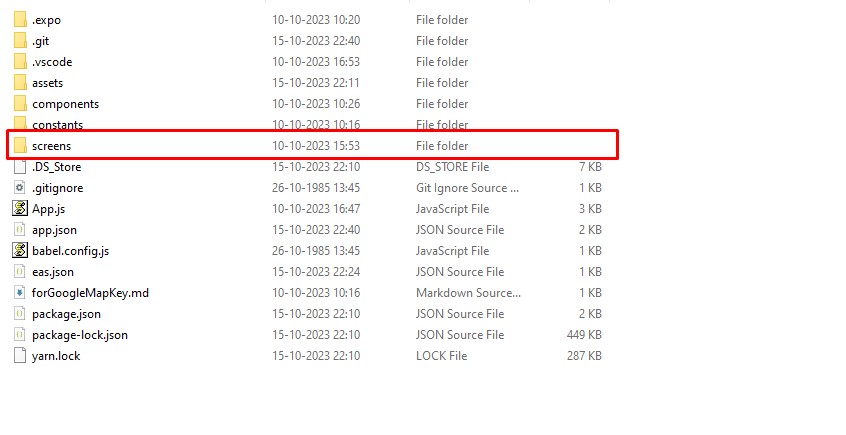 .expo 10-10-2023 10:20 File folder
.git 15-10-2023 22:40 File folder
.vscode 10-10-2023 16:53 File folder
assets 15-10-2023 22:11 File folder
components 10-10-2023 10:26 File folder
constants 10-10-2023 10:16 File folder
screens 10-10-2023 15:53 File folder
.DS_Store 15-10-2023 22:10 DS_STORE File 7 KB
.gitignore 26-10-1985 13:45 Git Ignore Source ... 1 KB
App.js 10-10-2023 16:47 JavaScript File 3 KB
app.json 15-10-2023 22:40 JSON Source File 2 KB
babel.config.js 26-10-1985 13:45 JavaScript File 1 KB
eas.json 15-10-2023 22:24 JSON Source File 1 KB
forGoogleMapKey.md 10-10-2023 10:16 Markdown Source... 1 KB
package.json 15-10-2023 22:10 JSON Source File 2 KB
package-lock.json 15-10-2023 22:10 JSON Source File 449 KB
yarn.lock 15-10-2023 22:10 LOCK File 287 KB